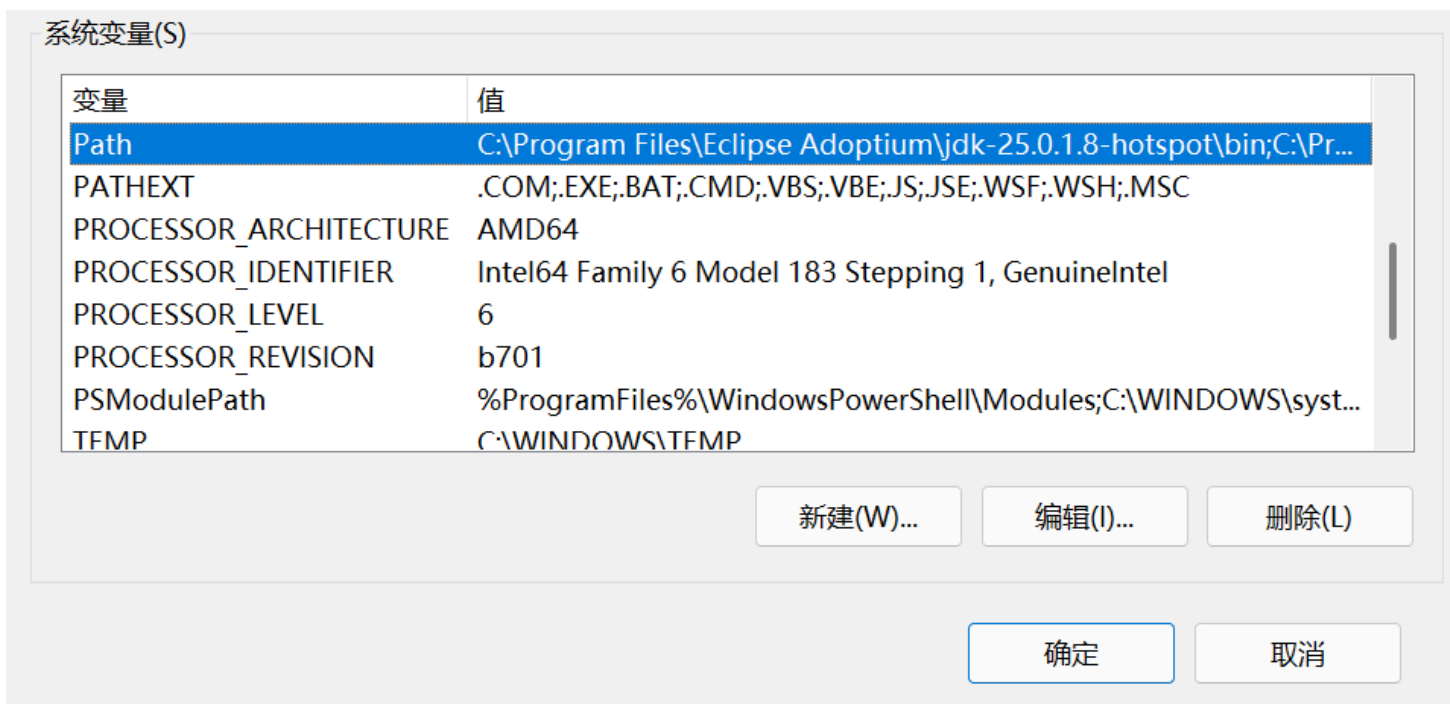 系统变量(S)
变量 值
Path C:\Program Files\Eclipse Adoptium\jdk-25.0.1.8-hotspot\bin;C:\Pr...
PATHEXT .COM;.EXE;.BAT;.CMD;.VBS;.VBE;.JS;.JSE;.WSF;.WSH;.MSC
PROCESSOR_ARCHITECTURE AMD64
PROCESSOR_IDENTIFIER Intel64 Family 6 Model 183 Stepping 1, GenuineIntel
PROCESSOR_LEVEL 6
PROCESSOR_REVISION b701
PSModulePath %ProgramFiles%\WindowsPowerShell\Modules;C:\WINDOWS\syst...
TEMP C:\WINDOWS\TEMP
新建(W)... 编辑(I)... 删除(L)
确定 取消